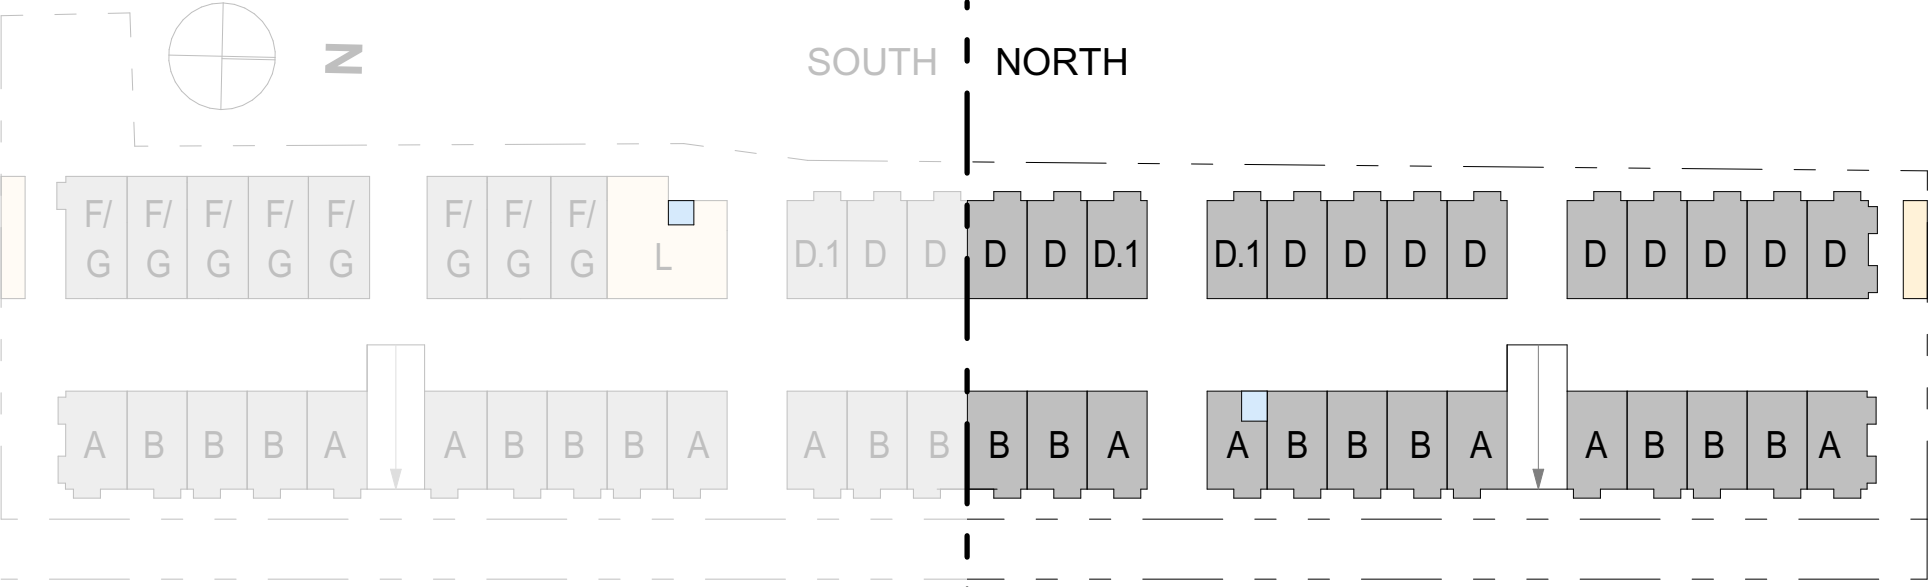 N
SOUTH NORTH
F/ F/ F/ F/ F/ F/ F/ F/
G G G G G G G G L D.1 D D D D D.1 D.1 D D D D D D D D D
A B B B A A B B B A A B B B B A A B B B A A B B B A